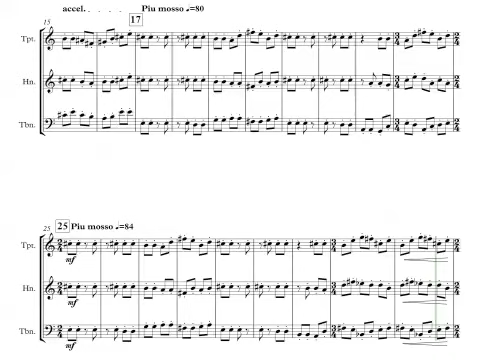 accel. . . . . . Piu mosso ♩=80
15
17
Tpt.
Hn.
Tbn.
25 Piu mosso ♩=84
25
Tpt.
mf
Hn.
mf
Tbn.
mf